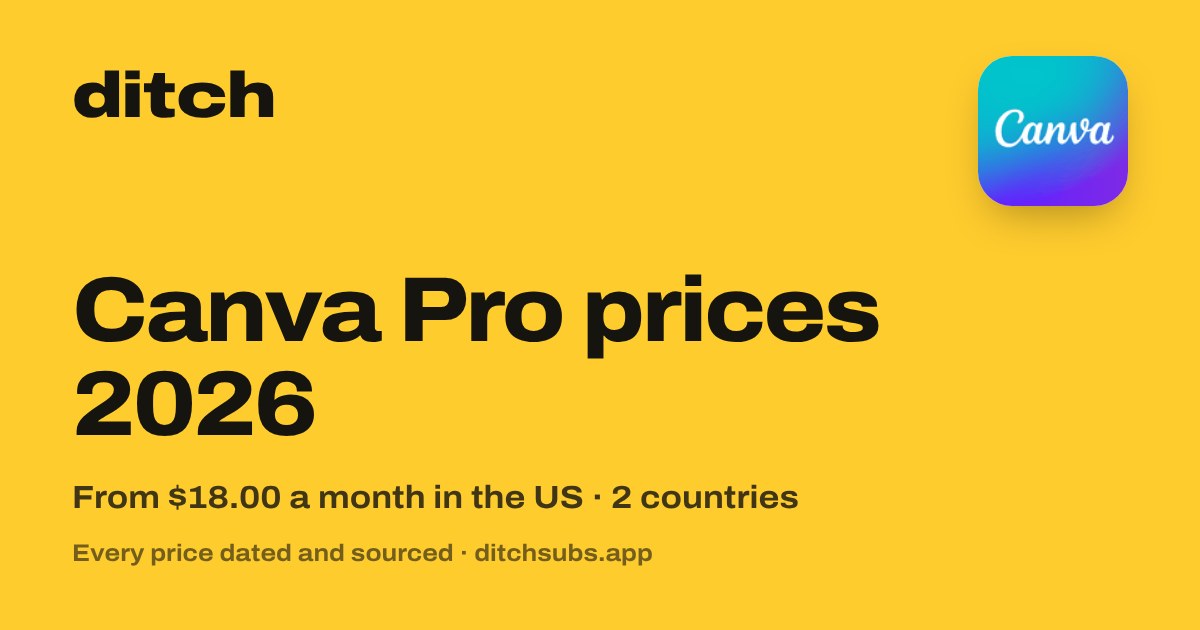 ditch
Canva
Canva Pro prices
2026
From $18.00 a month in the US · 2 countries
Every price dated and sourced · ditchsubs.app